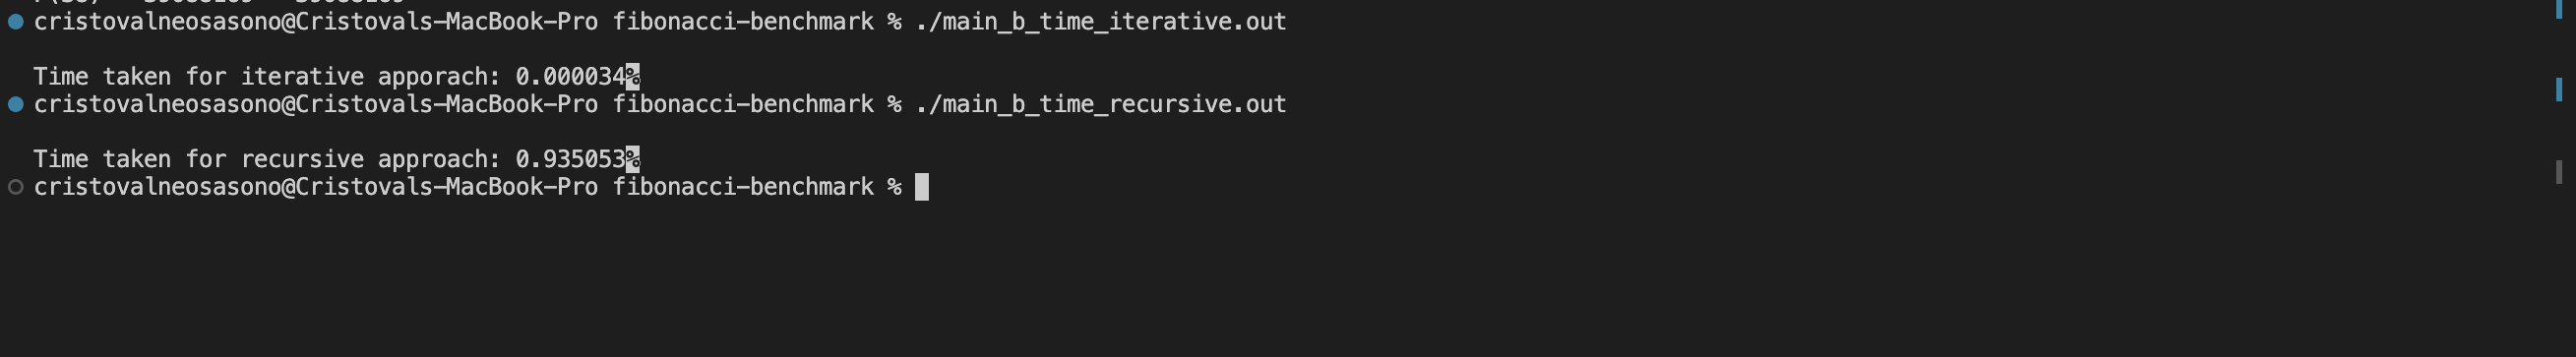 cristovalneosasono@Cristovals-MacBook-Pro fibonacci-benchmark % ./main_b_time_iterative.out
Time taken for iterative apporach: 0.000034%
cristovalneosasono@Cristovals-MacBook-Pro fibonacci-benchmark % ./main_b_time_recursive.out
Time taken for recursive approach: 0.935053%
cristovalneosasono@Cristovals-MacBook-Pro fibonacci-benchmark %